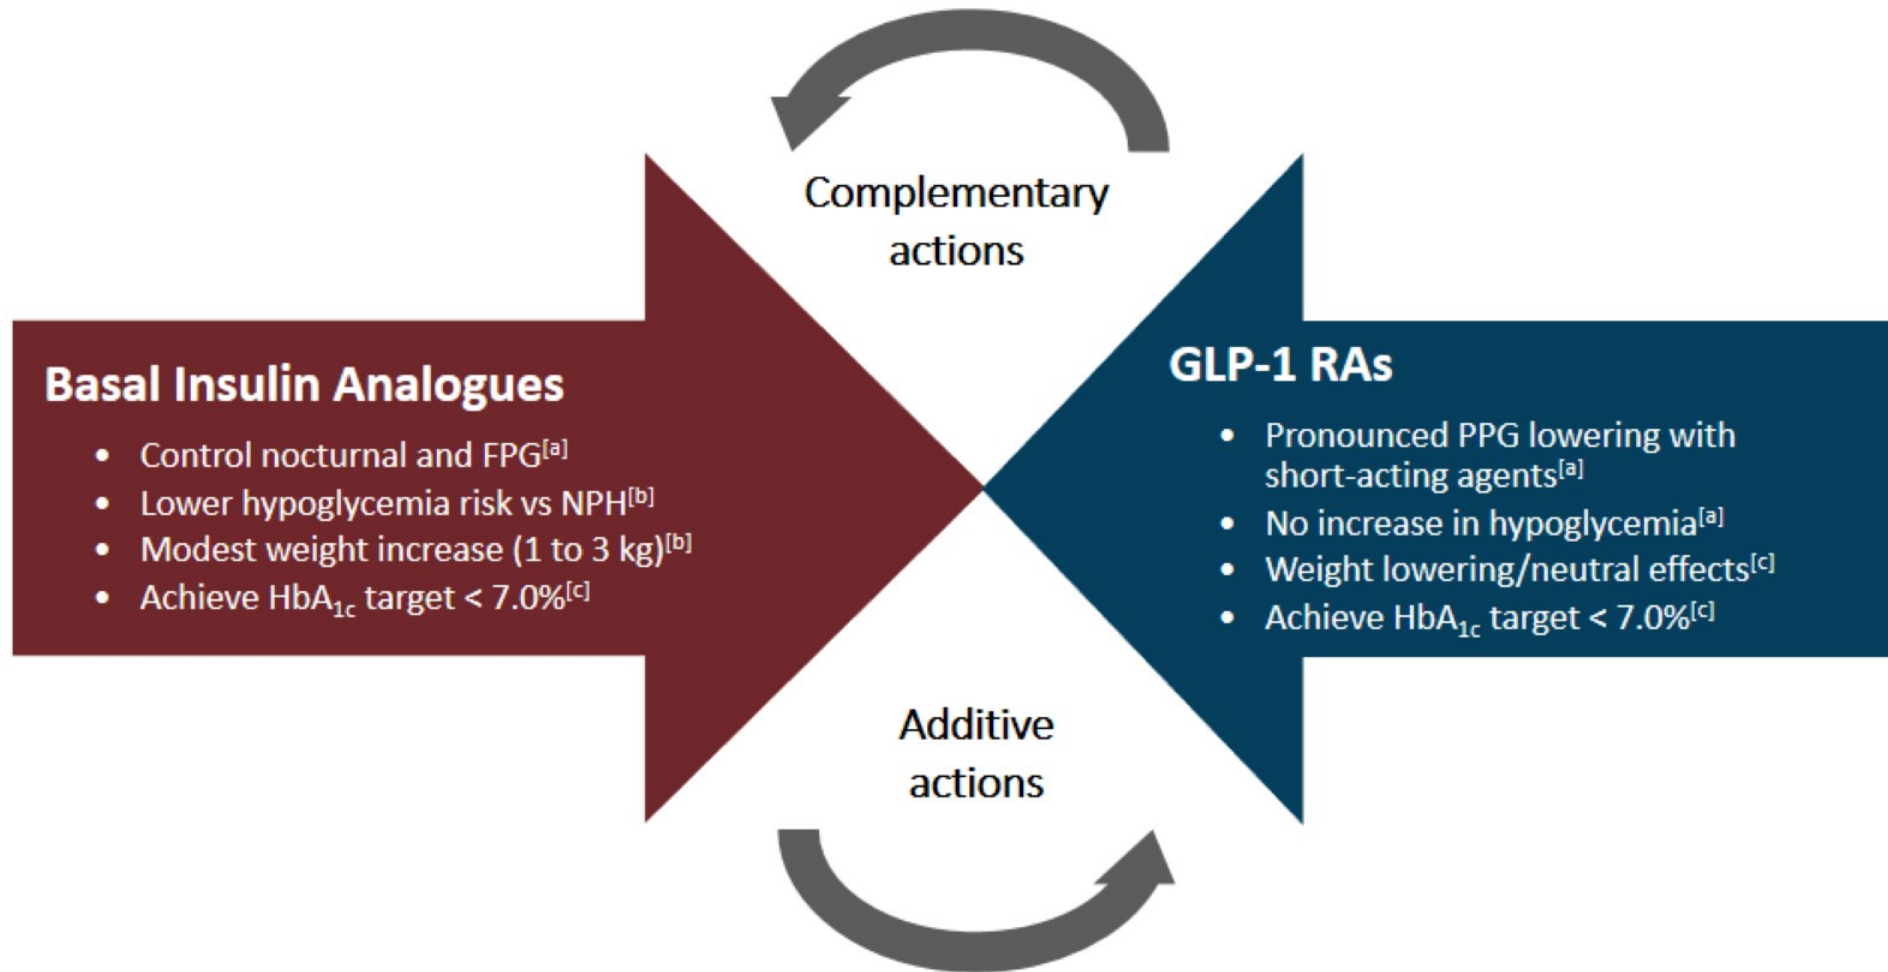 Complementary
actions
Basal Insulin Analogues
• Control nocturnal and FPG[a]
• Lower hypoglycemia risk vs NPH[b]
• Modest weight increase (1 to 3 kg)[b]
• Achieve HbA1c target < 7.0%[c]
GLP-1 RAs
• Pronounced PPG lowering with
short-acting agents[a]
• No increase in hypoglycemia[a]
• Weight lowering/neutral effects[c]
• Achieve HbA1c target < 7.0%[c]
Additive
actions